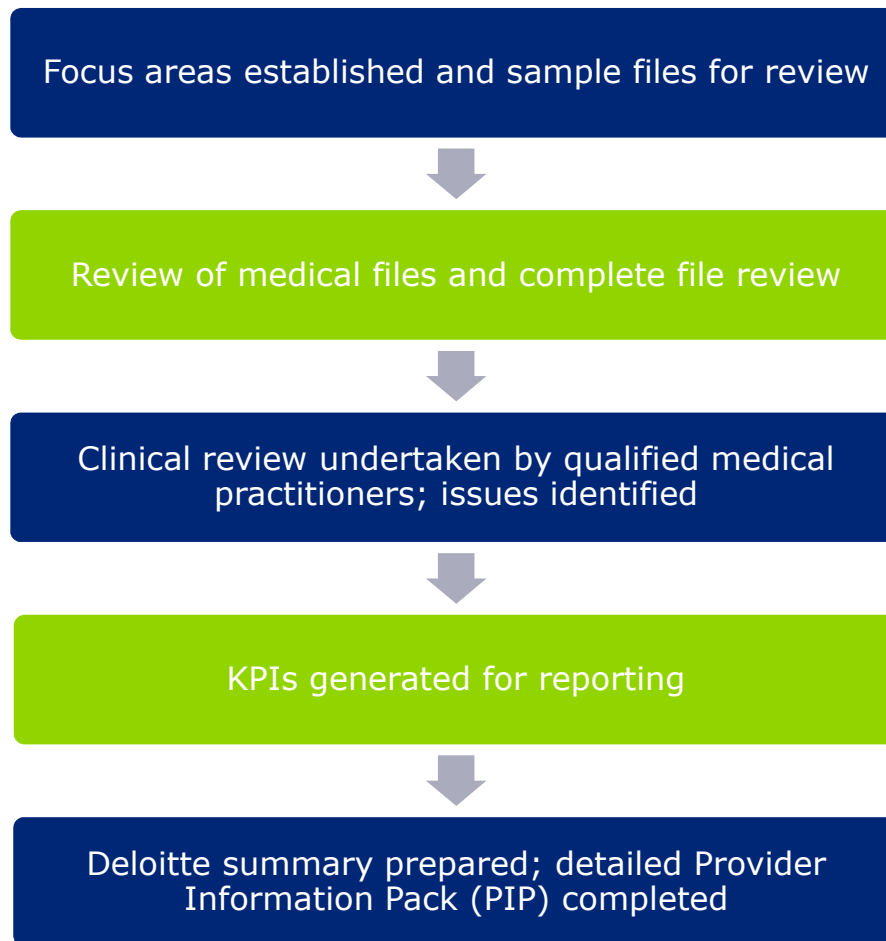 Focus areas established and sample files for review
Review of medical files and complete file review
Clinical review undertaken by qualified medical
practitioners; issues identified
KPIs generated for reporting
Deloitte summary prepared; detailed Provider
Information Pack (PIP) completed